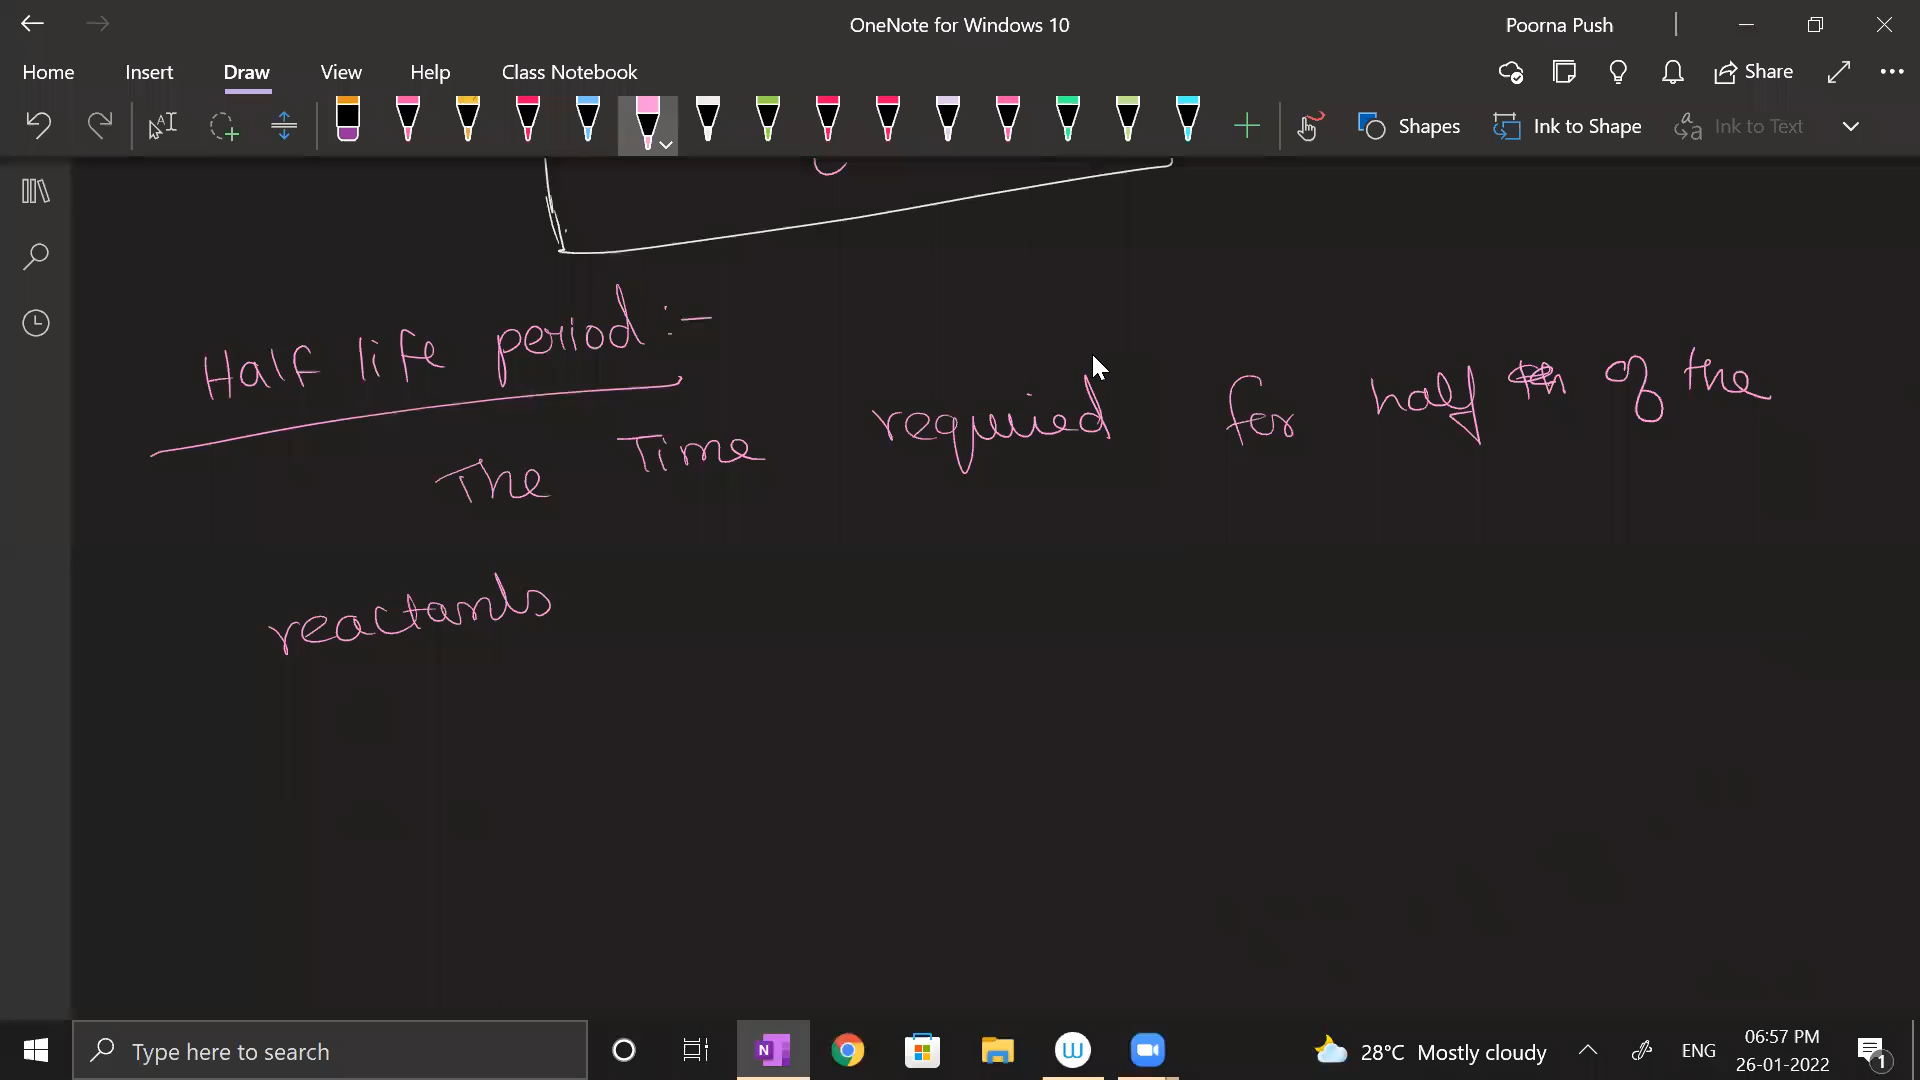 OneNote for Windows 10
Poorna Push
Home Insert Draw View Help Class Notebook
Share
Shapes Ink to Shape Ink to Text
Half life period :-
The Time required for half of the
reactants
Type here to search
28°C Mostly cloudy
ENG
06:57 PM
26-01-2022
1